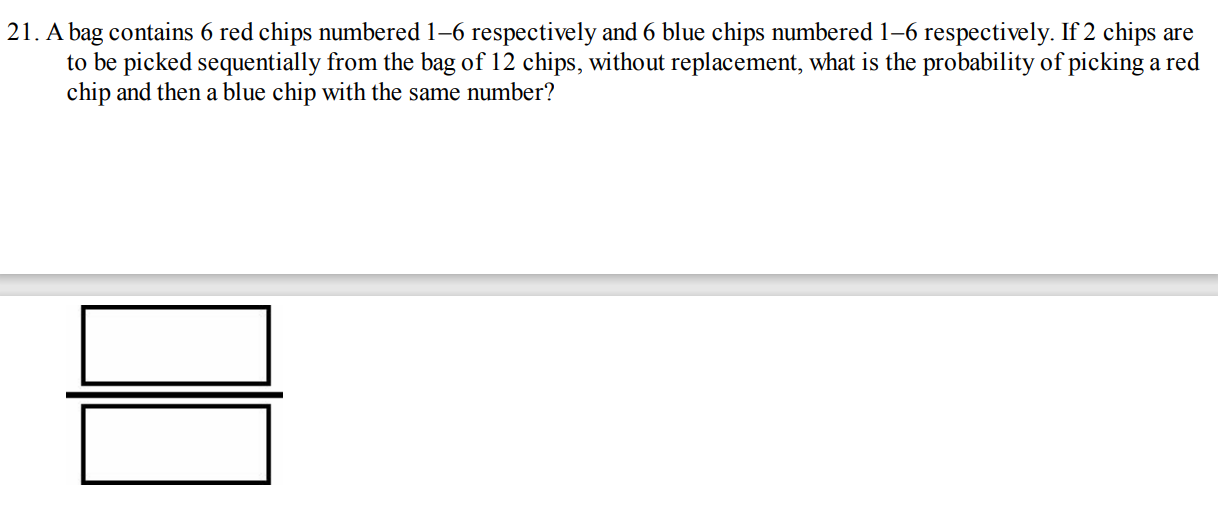 21. A bag contains 6 red chips numbered 1–6 respectively and 6 blue chips numbered 1–6 respectively. If 2 chips are
to be picked sequentially from the bag of 12 chips, without replacement, what is the probability of picking a red
chip and then a blue chip with the same number?